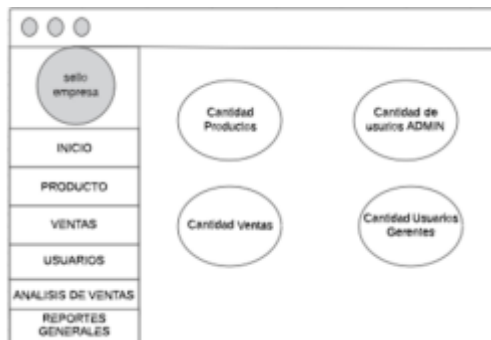 sello
empresa
INICIO
PRODUCTO
VENTAS
USUARIOS
ANALISIS DE VENTAS
REPORTES
GENERALES
Cantidad
Productos
Cantidad de
usurios ADMIN
Cantidad Ventas
Cantidad Usuarios
Gerentes